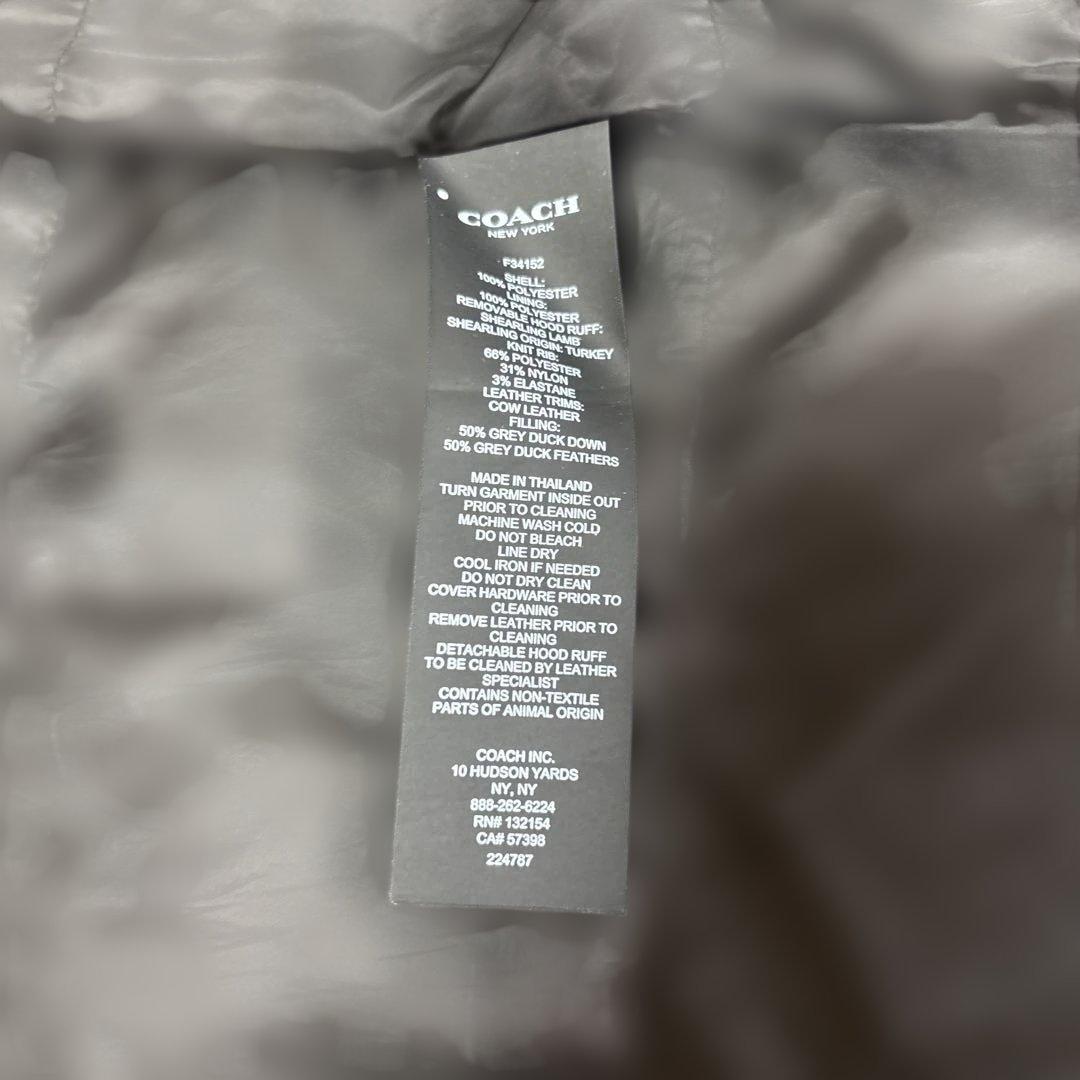 COACH
NEW YORK
F34152
SHELL:
100% POLYESTER
LINING:
100% POLYESTER
REMOVABLE HOOD RUFF:
SHEARLING LAMB
SHEARLING ORIGIN: TURKEY
KNIT RIB:
66% POLYESTER
31% NYLON
3% ELASTANE
LEATHER TRIMS:
COW LEATHER
FILLING:
50% GREY DUCK DOWN
50% GREY DUCK FEATHERS
MADE IN THAILAND
TURN GARMENT INSIDE OUT
PRIOR TO CLEANING
MACHINE WASH COLD
DO NOT BLEACH
LINE DRY
COOL IRON IF NEEDED
DO NOT DRY CLEAN
COVER HARDWARE PRIOR TO
CLEANING
REMOVE LEATHER PRIOR TO
CLEANING
DETACHABLE HOOD RUFF
TO BE CLEANED BY LEATHER
SPECIALIST
CONTAINS NON-TEXTILE
PARTS OF ANIMAL ORIGIN
COACH INC.
10 HUDSON YARDS
NY, NY
888-262-6224
RN# 132154
CA# 57398
224787